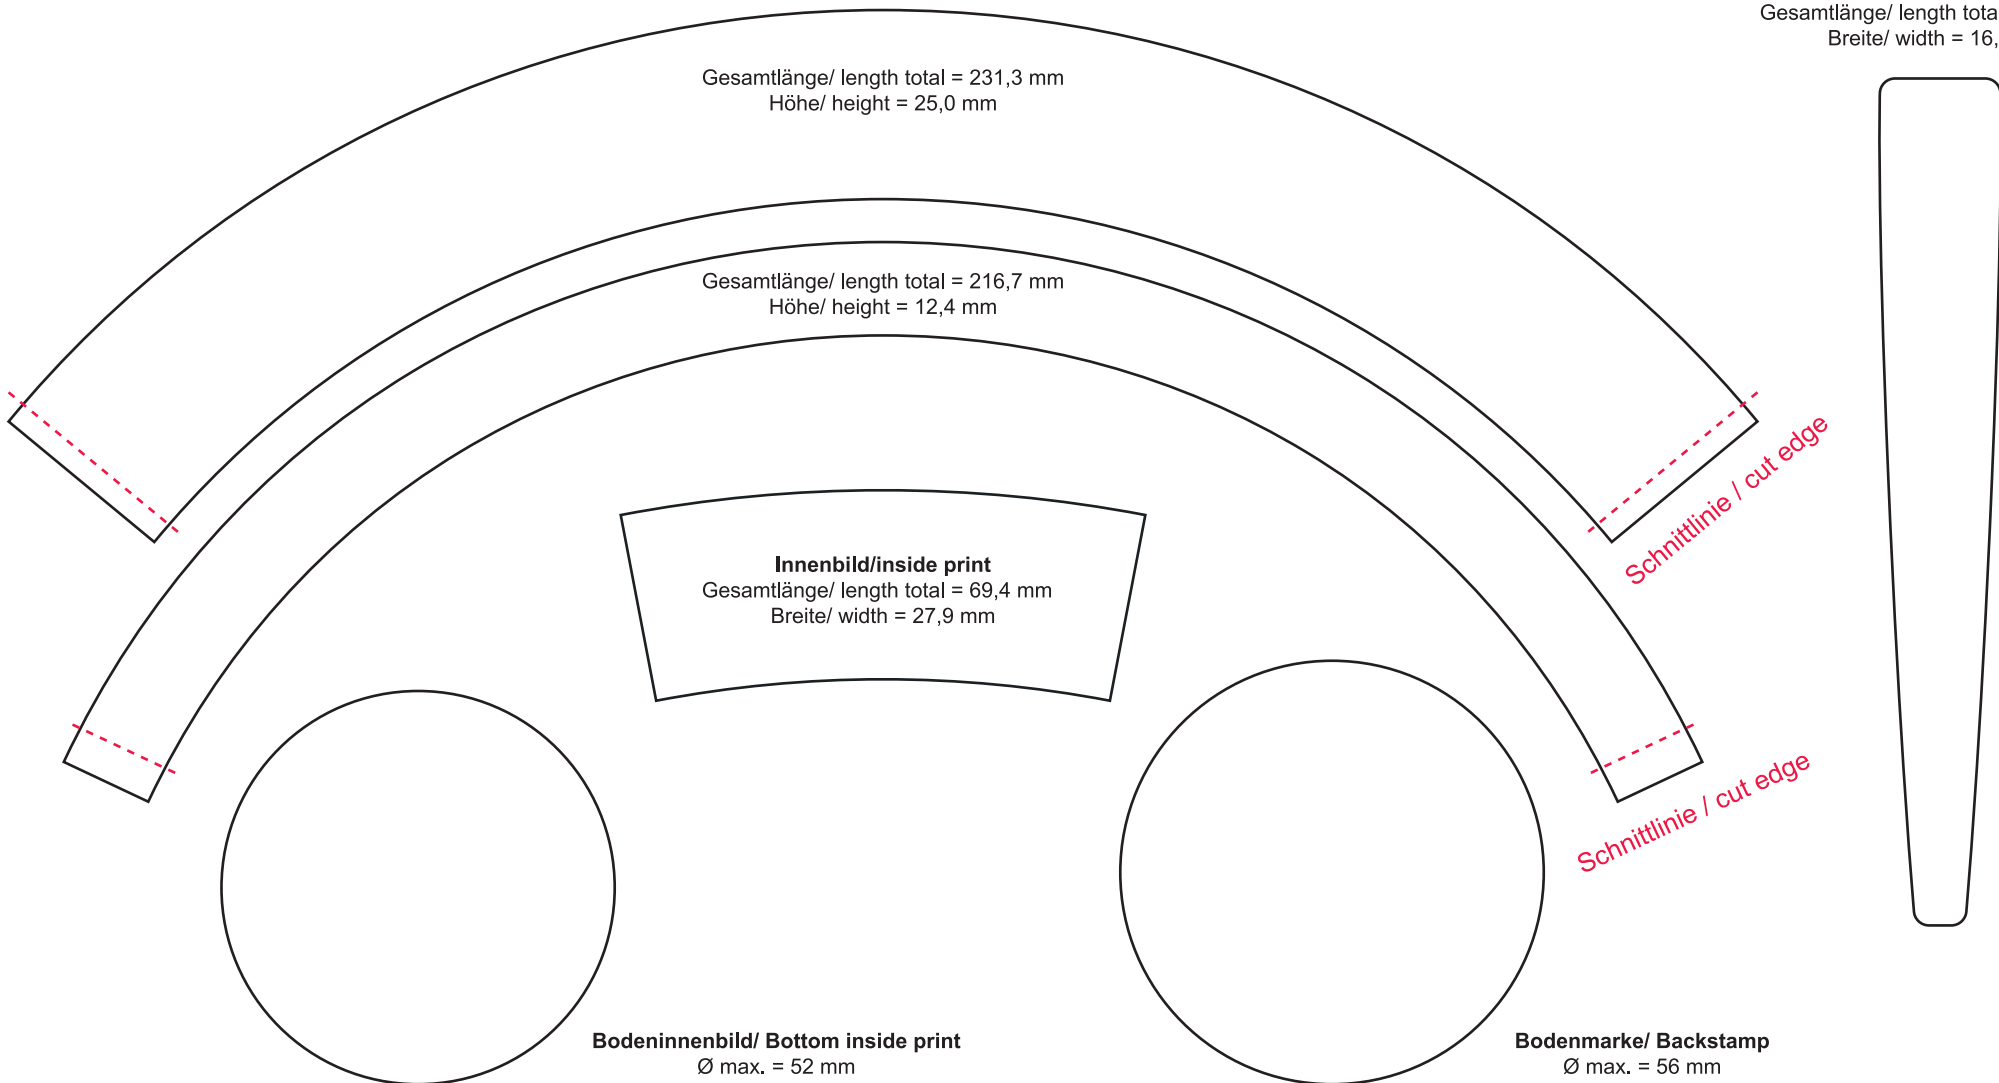 Gesamtlänge/ length tota
Breite/ width = 16,
Gesamtlänge/ length total = 231,3 mm
Höhe/ height = 25,0 mm
Gesamtlänge/ length total = 216,7 mm
Höhe/ height = 12,4 mm
Schnittlinie / cut edge
Innenbild/inside print
Gesamtlänge/ length total = 69,4 mm
Breite/ width = 27,9 mm
Schnittlinie / cut edge
Bodeninnenbild/ Bottom inside print
Ø max. = 52 mm
Bodenmarke/ Backstamp
Ø max. = 56 mm